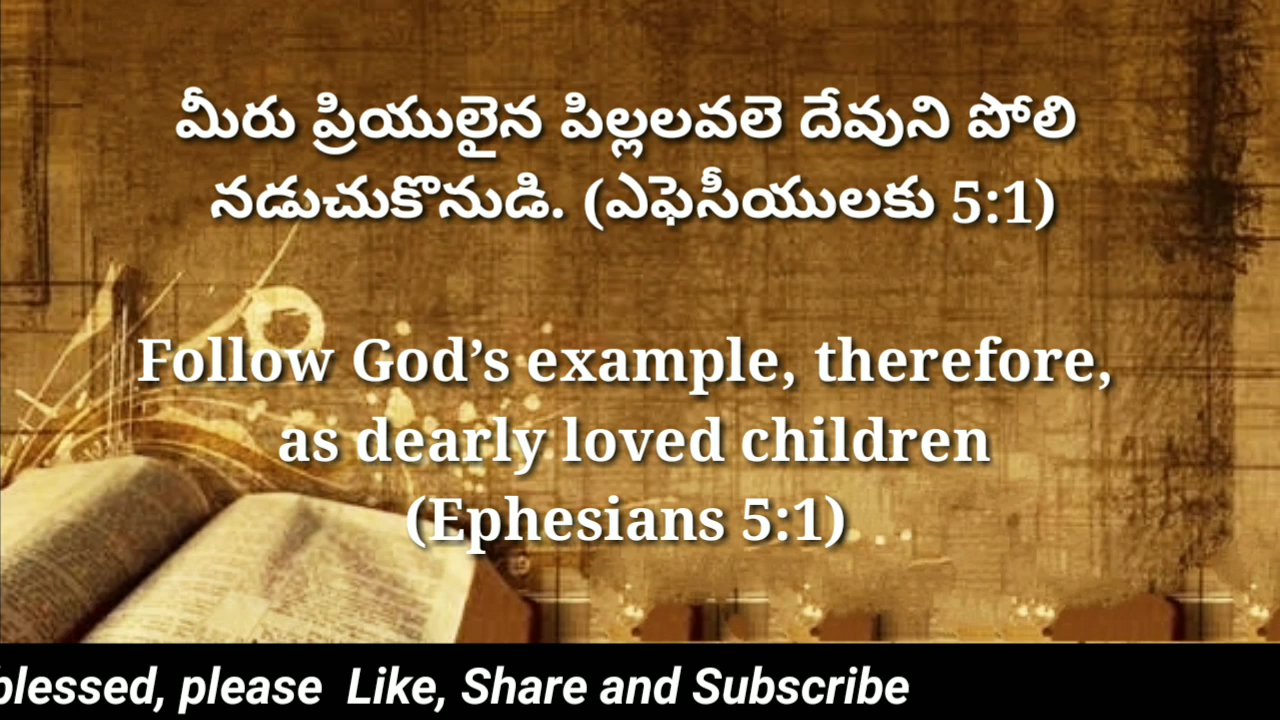 మీరు ప్రియులైన పిల్లలవలె దేవుని పోలి
నడుచుకొనుడి. (ఎఫెసీయులకు 5:1)
Follow God’s example, therefore,
as dearly loved children
(Ephesians 5:1)
blessed, please Like, Share and Subscribe